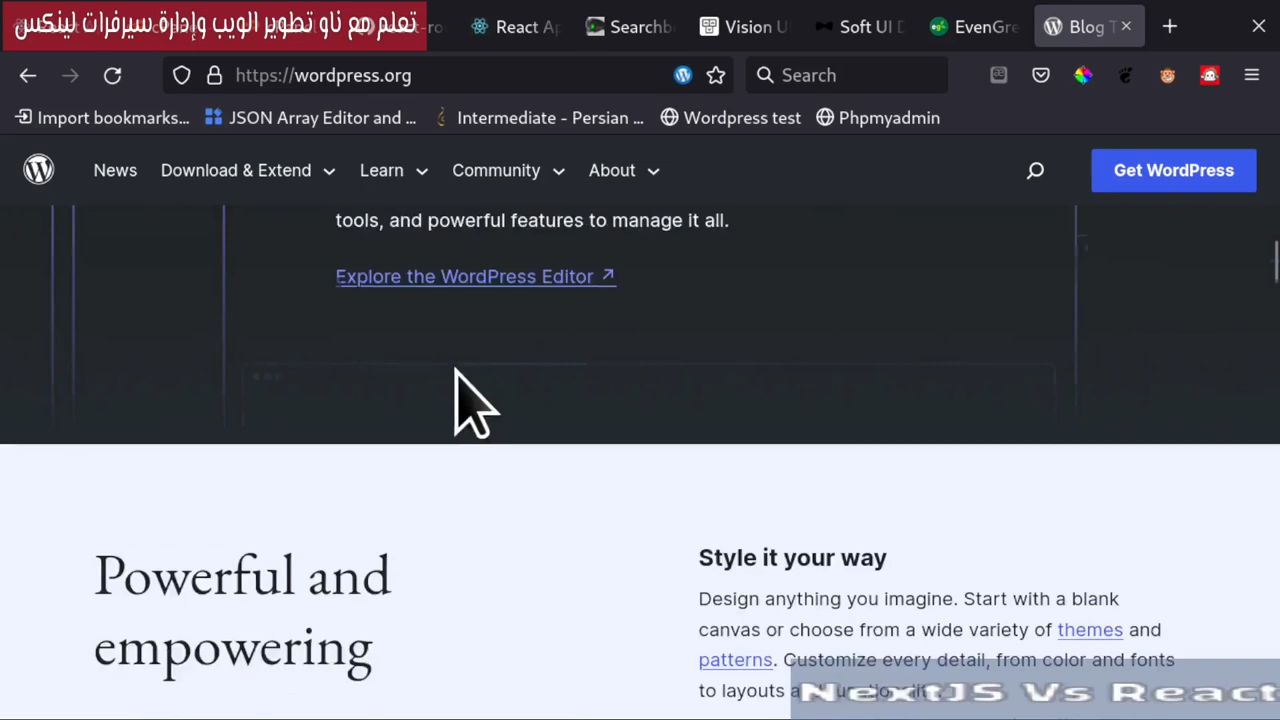 تعلم مع ناو تطوير الويب وإدارة سيرفرات لينكس
React Ap
Searchb
Vision U
Soft UI D
EvenGre
Blog T
https://wordpress.org
Search
Import bookmarks...
JSON Array Editor and ...
Intermediate - Persian ...
Wordpress test
Phpmyadmin
News
Download & Extend
Learn
Community
About
Get WordPress
tools, and powerful features to manage it all.
Explore the WordPress Editor ↗
Powerful and
empowering
Style it your way
Design anything you imagine. Start with a blank
canvas or choose from a wide variety of themes and
patterns. Customize every detail, from color and fonts
to layouts
NextJS Vs React